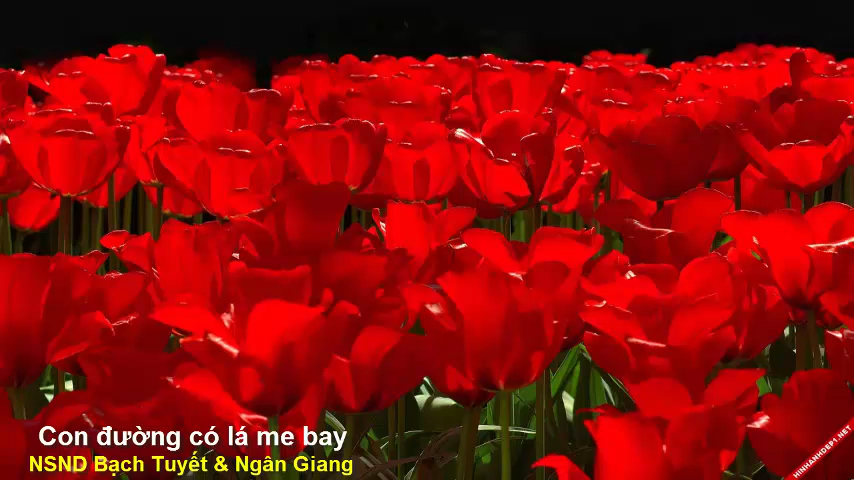 Con đường có lá me bay
NSND Bạch Tuyết & Ngân Giang
HINHANHDEP1.NET